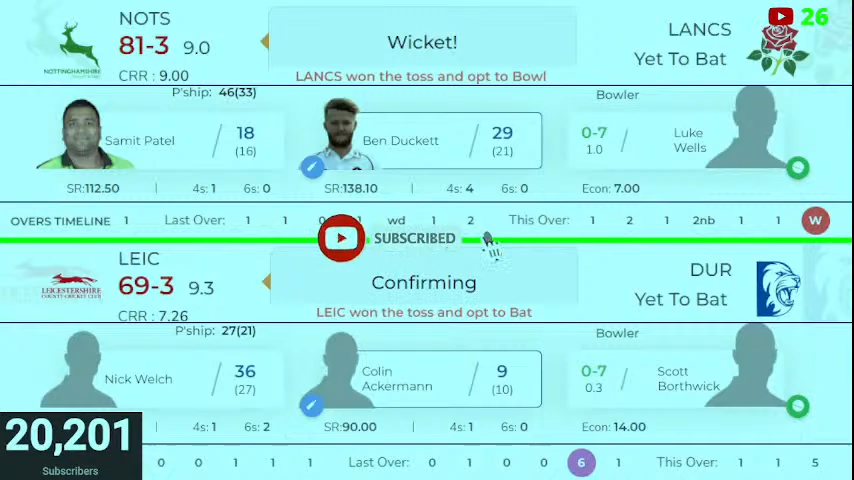 NOTS
81-3 9.0
CRR : 9.00
NOTTINGHAMSHIRE
Wicket!
LANCS won the toss and opt to Bowl
LANCS
Yet To Bat
26
P'ship: 46(33)
Bowler
Samit Patel
18
(16)
Ben Duckett
29
(21)
0-7
1.0
Luke
Wells
SR:112.50 4s: 1 6s: 0 SR:138.10 4s: 4 6s: 0 Econ: 7.00
OVERS TIMELINE 1 Last Over: 1 1 0 1 wd 1 2 This Over: 1 2 1 2nb 1 1 W
SUBSCRIBED
LEIC
69-3 9.3
CRR : 7.26
LEICESTERSHIRE
COUNTY CRICKET CLUB
Confirming
LEIC won the toss and opt to Bat
DUR
Yet To Bat
P'ship: 27(21)
Bowler
Nick Welch
36
(27)
Colin
Ackermann
9
(10)
0-7
0.3
Scott
Borthwick
4s: 1 6s: 2 SR:90.00 4s: 1 6s: 0 Econ: 14.00
20,201
Subscribers
0 0 1 1 1 Last Over: 0 1 0 0 6 1 This Over: 1 1 5